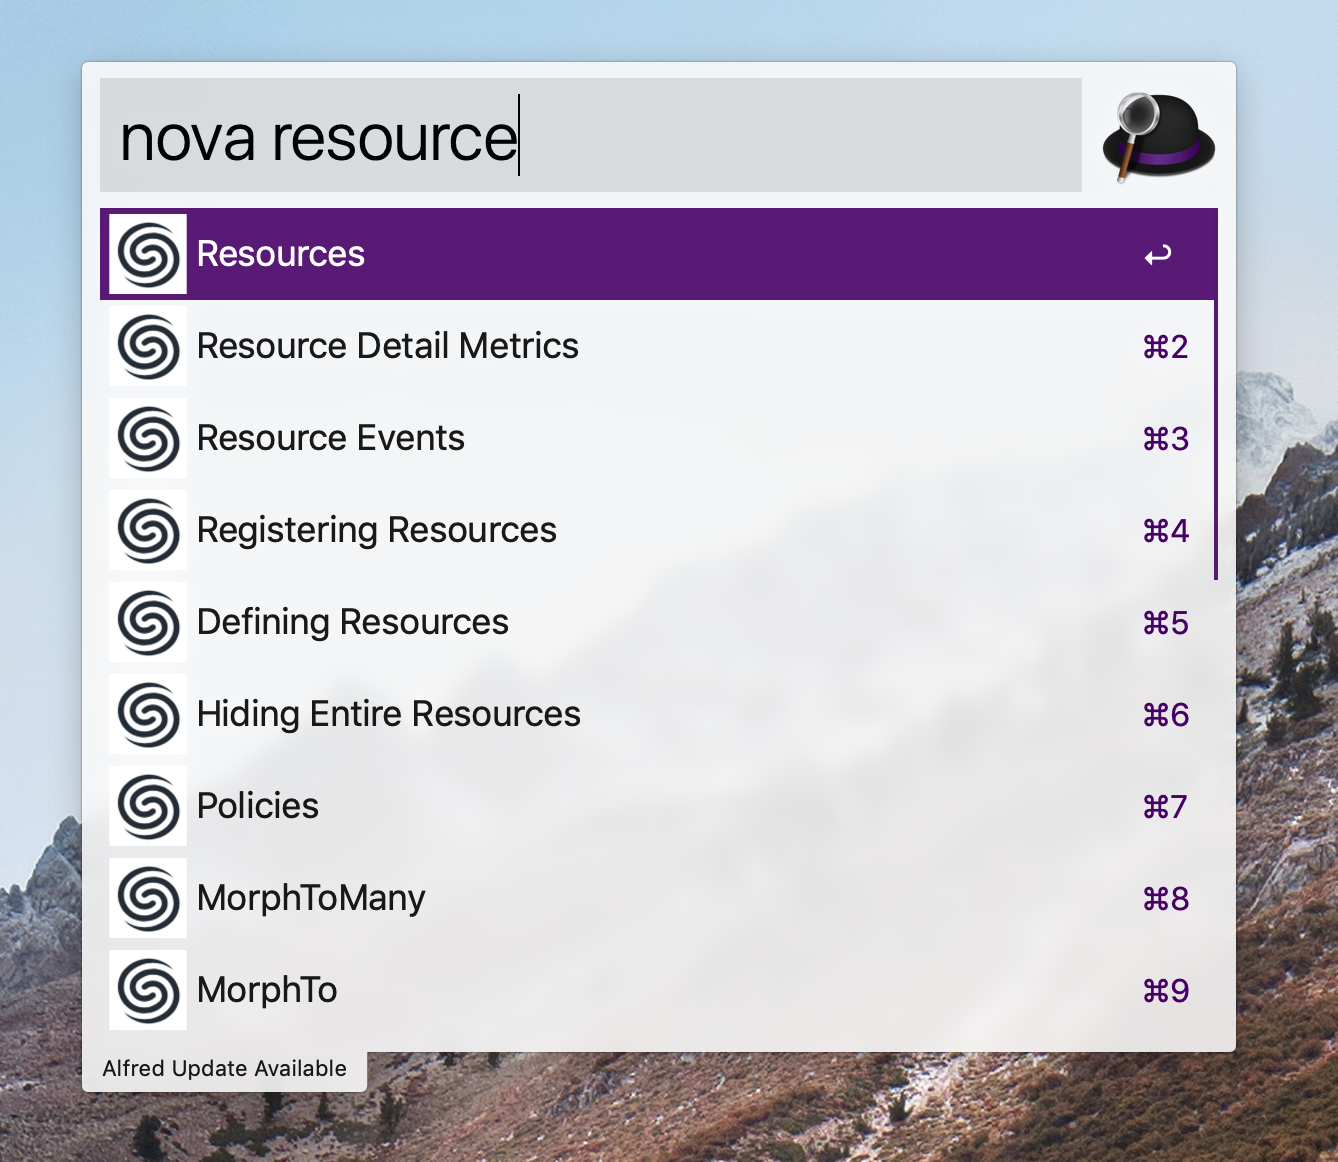 nova resource
Resources ↩
Resource Detail Metrics ⌘2
Resource Events ⌘3
Registering Resources ⌘4
Defining Resources ⌘5
Hiding Entire Resources ⌘6
Policies ⌘7
MorphToMany ⌘8
MorphTo ⌘9
Alfred Update Available